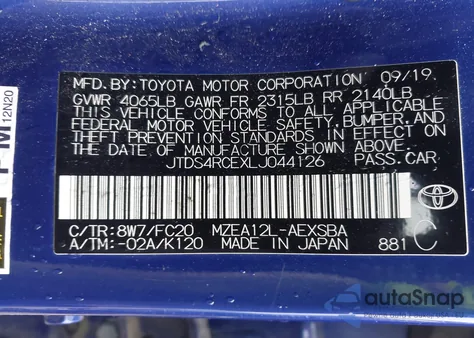 MFD. BY: TOYOTA MOTOR CORPORATION 09/19.
GVWR 4065LB GAWR FR 2315LB RR 2140LB
THIS VEHICLE CONFORMS TO ALL APPLICABLE
FEDERAL MOTOR VEHICLE SAFETY, BUMPER, AND
THEFT PREVENTION STANDARDS IN EFFECT ON
THE DATE OF MANUFACTURE SHOWN ABOVE.
JTDS4RCEXLJ044126 PASS.CAR
C/TR:8W7/FC20 MZEA12L-AEXSBA
A/TM:-02A/K120 MADE IN JAPAN 881 C
TOYOTA
12N20
M
autoSnap